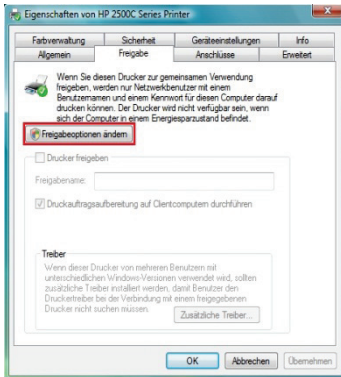 Eigenschaften von HP 2500C Series Printer
Farbverwaltung Sicherheit Geräteeinstellungen Info
Allgemein Freigabe Anschlüsse Erweitert
Wenn Sie diesen Drucker zur gemeinsamen Verwendung
freigeben, werden nur Netzwerkbenutzer mit einem
Benutzernamen und einem Kennwort für diesen Computer darauf
drucken können. Der Drucker wird nicht verfügbar sein, wenn
sich der Computer in einem Energiesparzustand befindet.
Freigabeoptionen ändern
Drucker freigeben
Freigabename:
Druckauftragsaufbereitung auf Clientcomputern durchführen
Treiber
Wenn dieser Drucker von mehreren Benutzern mit
unterschiedlichen Windows-Versionen verwendet wird, sollten
zusätzliche Treiber installiert werden, damit Benutzer den
Druckertreiber bei der Verbindung mit einem freigegebenen
Drucker nicht suchen müssen.
Zusätzliche Treiber...
OK Abbrechen Übernehmen